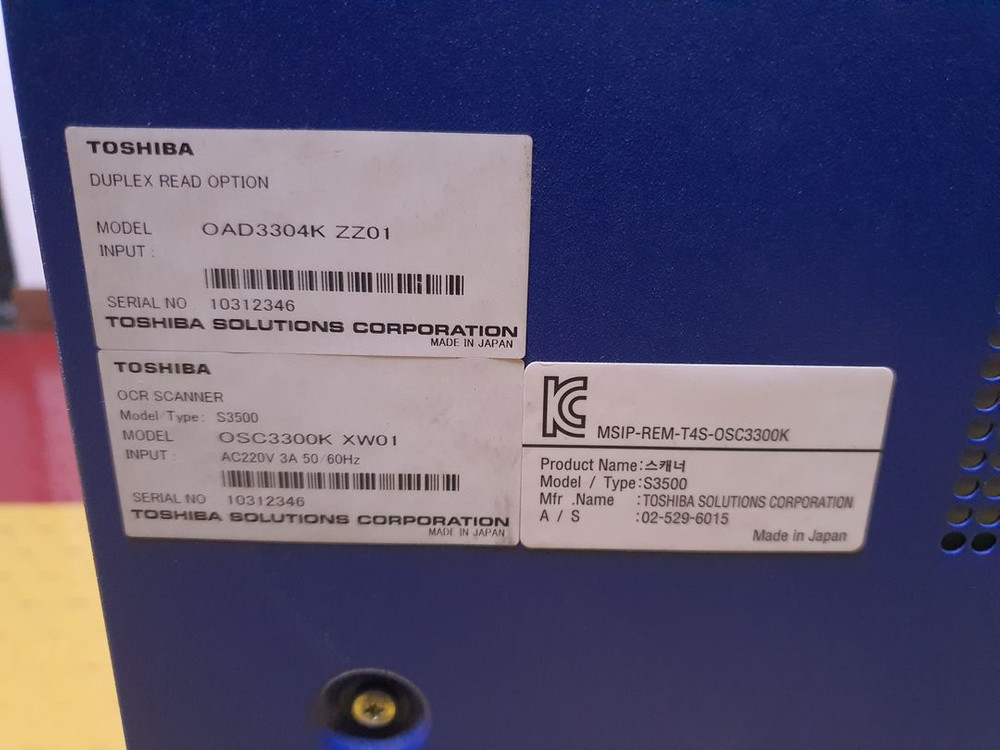 TOSHIBA
DUPLEX READ OPTION
MODEL OAD3304K ZZ01
INPUT :
SERIAL NO 10312346
TOSHIBA SOLUTIONS CORPORATION
MADE IN JAPAN
TOSHIBA
OCR SCANNER
Model/Type: S3500
MODEL OSC3300K XW01
INPUT : AC220V 3A 50/60Hz
SERIAL NO 10312346
TOSHIBA SOLUTIONS CORPORATION
MADE IN JAPAN
KC MSIP-REM-T4S-OSC3300K
Product Name:스캐너
Model / Type:S3500
Mfr .Name :TOSHIBA SOLUTIONS CORPORATION
A / S :02-529-6015
Made in Japan